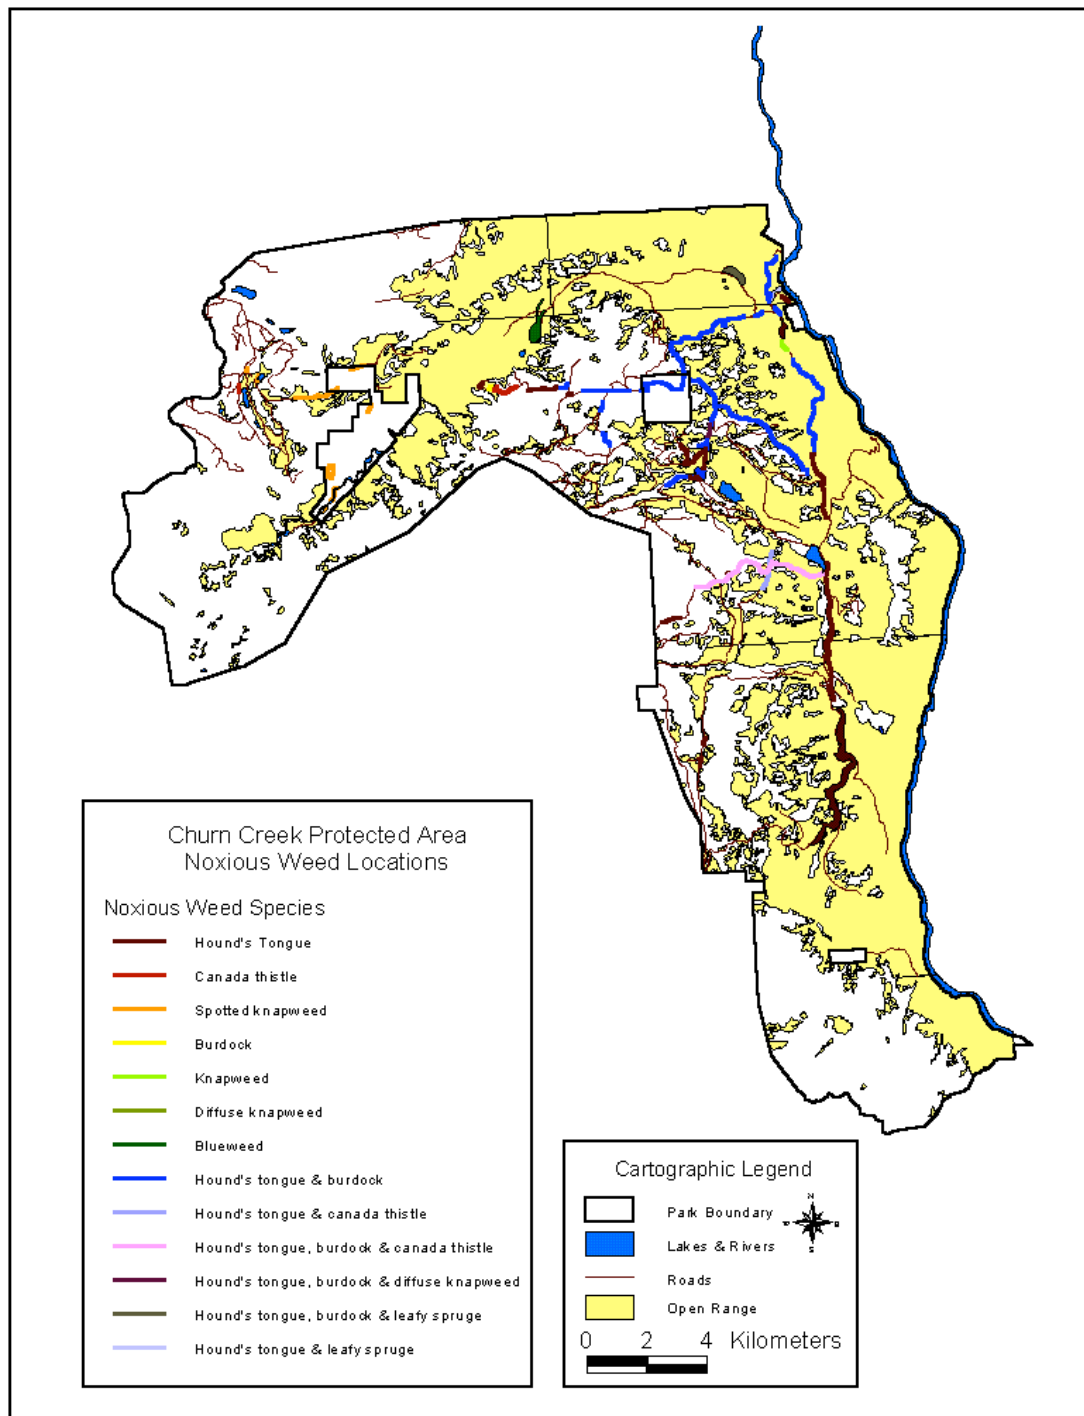 Churn Creek Protected Area
Noxious Weed Locations
Noxious Weed Species
Hound's Tongue
Canada thistle
Spotted knapweed
Burdock
Knapweed
Diffuse knapweed
Blueweed
Hound's tongue & burdock
Hound's tongue & canada thistle
Hound's tongue, burdock & canada thistle
Hound's tongue, burdock & diffuse knapweed
Hound's tongue, burdock & leafy spruge
Hound's tongue & leafy spruge
Cartographic Legend
Park Boundary
Lakes & Rivers
Roads
Open Range
0 2 4 Kilometers
N
S